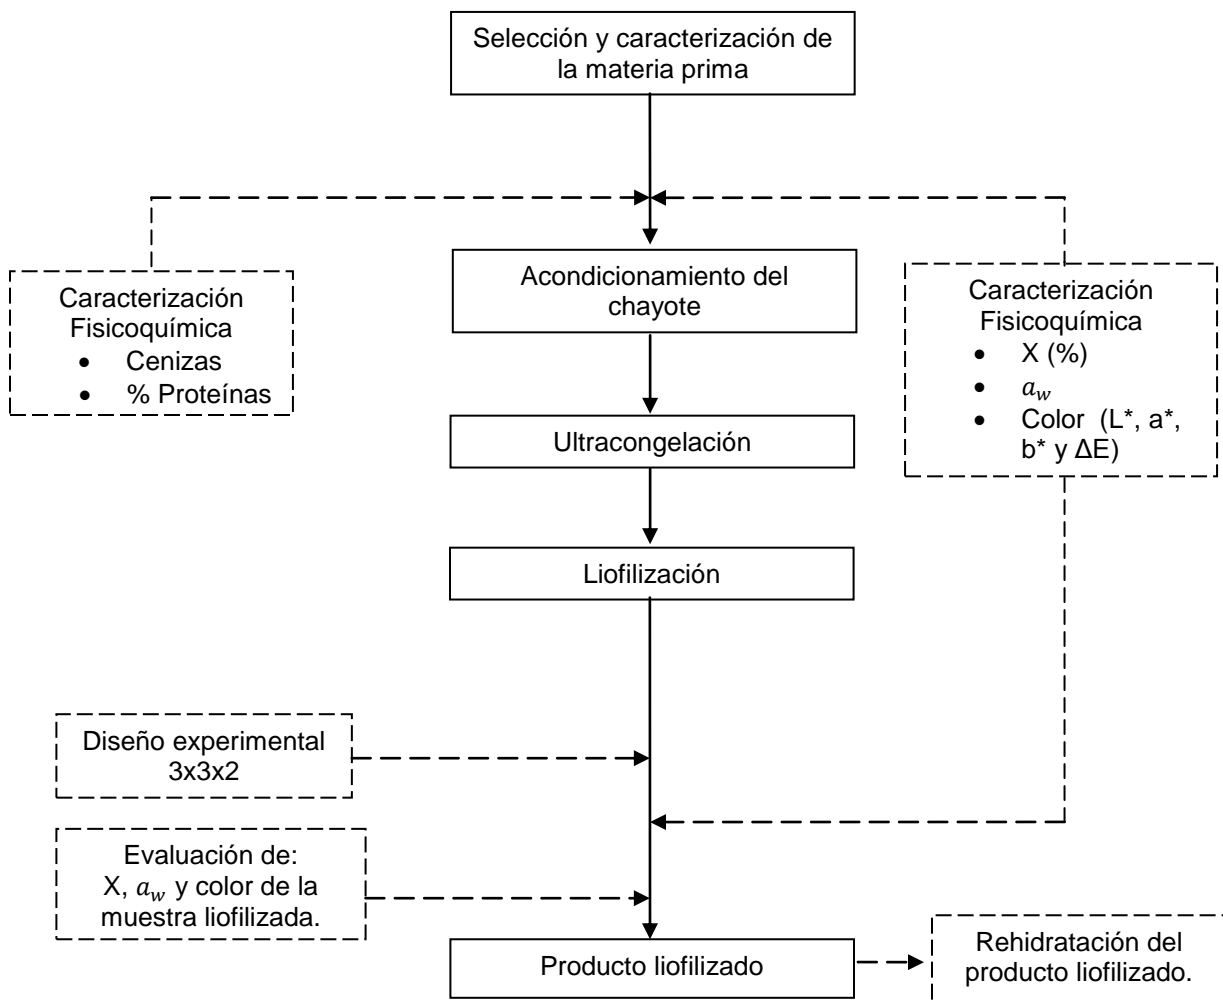 Selección y caracterización de
la materia prima
Caracterización
Fisicoquímica
• Cenizas
• % Proteínas
Acondicionamiento del
chayote
Caracterización
Fisicoquímica
• X (%)
• a_w
• Color (L*, a*,
b* y ΔE)
Ultracongelación
Liofilización
Diseño experimental
3x3x2
Evaluación de:
X, a_w y color de la
muestra liofilizada.
Producto liofilizado
Rehidratación del
producto liofilizado.